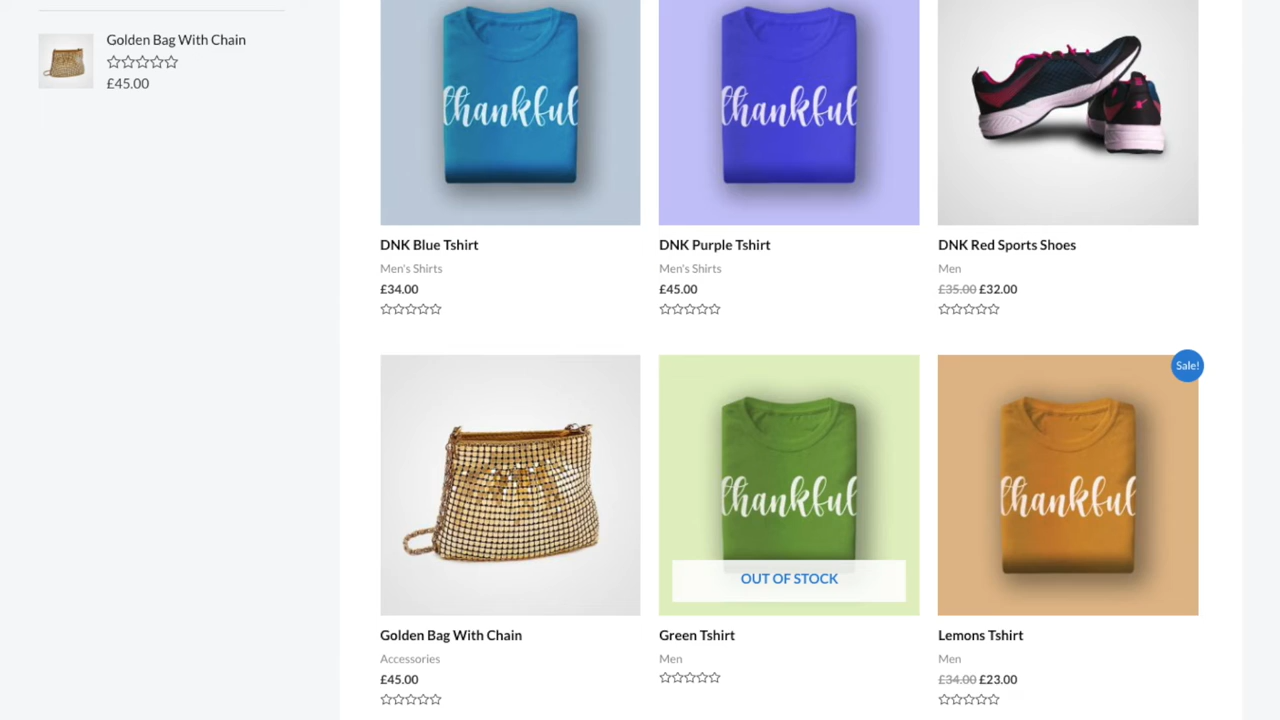 Golden Bag With Chain
£45.00
thankful
thankful
DNK Blue Tshirt
Men's Shirts
£34.00
DNK Purple Tshirt
Men's Shirts
£45.00
DNK Red Sports Shoes
Men
£35.00 £32.00
Sale!
thankful
thankful
OUT OF STOCK
Golden Bag With Chain
Accessories
£45.00
Green Tshirt
Men
Lemons Tshirt
Men
£34.00 £23.00